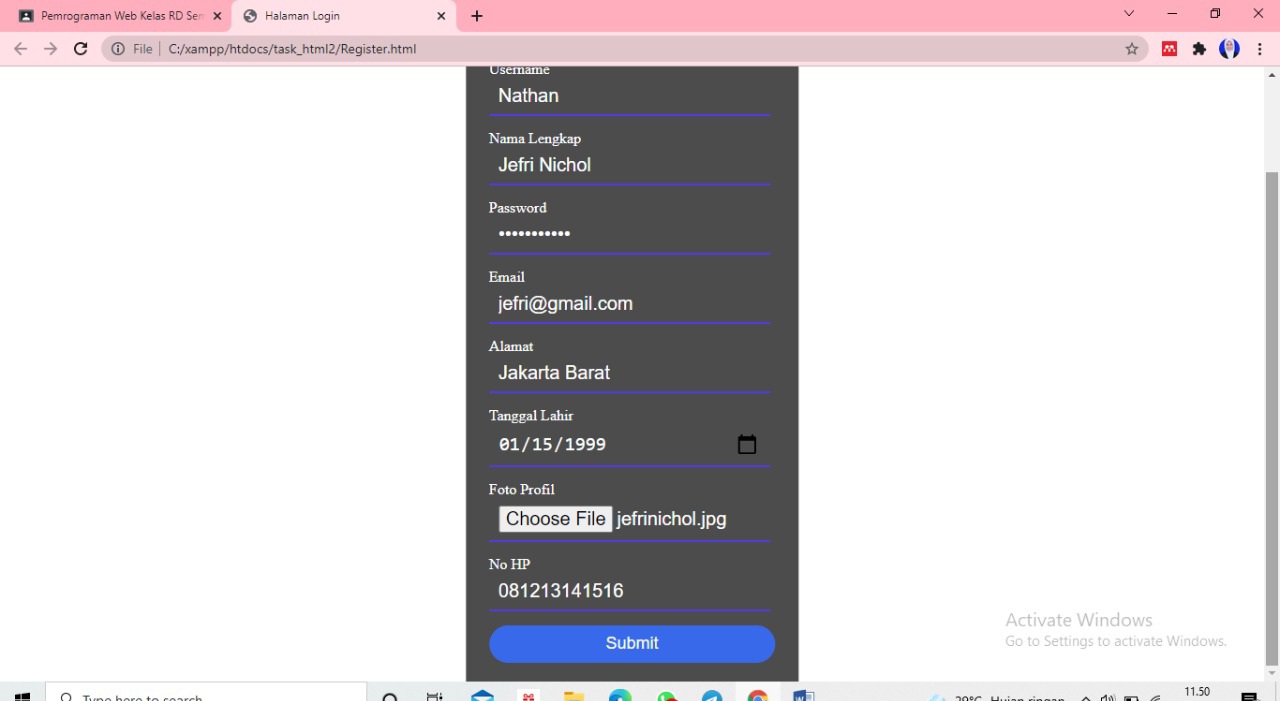 Pemrograman Web Kelas RD Sem
Halaman Login
File
C:/xampp/htdocs/task_html2/Register.html
Username
Nathan
Nama Lengkap
Jefri Nichol
Password
•••••••••••
Email
jefri@gmail.com
Alamat
Jakarta Barat
Tanggal Lahir
01/15/1999
Foto Profil
Choose File jefrinichol.jpg
No HP
081213141516
Submit
Activate Windows
Go to Settings to activate Windows.
Type here to search
29°C Hujan ringan
11.50